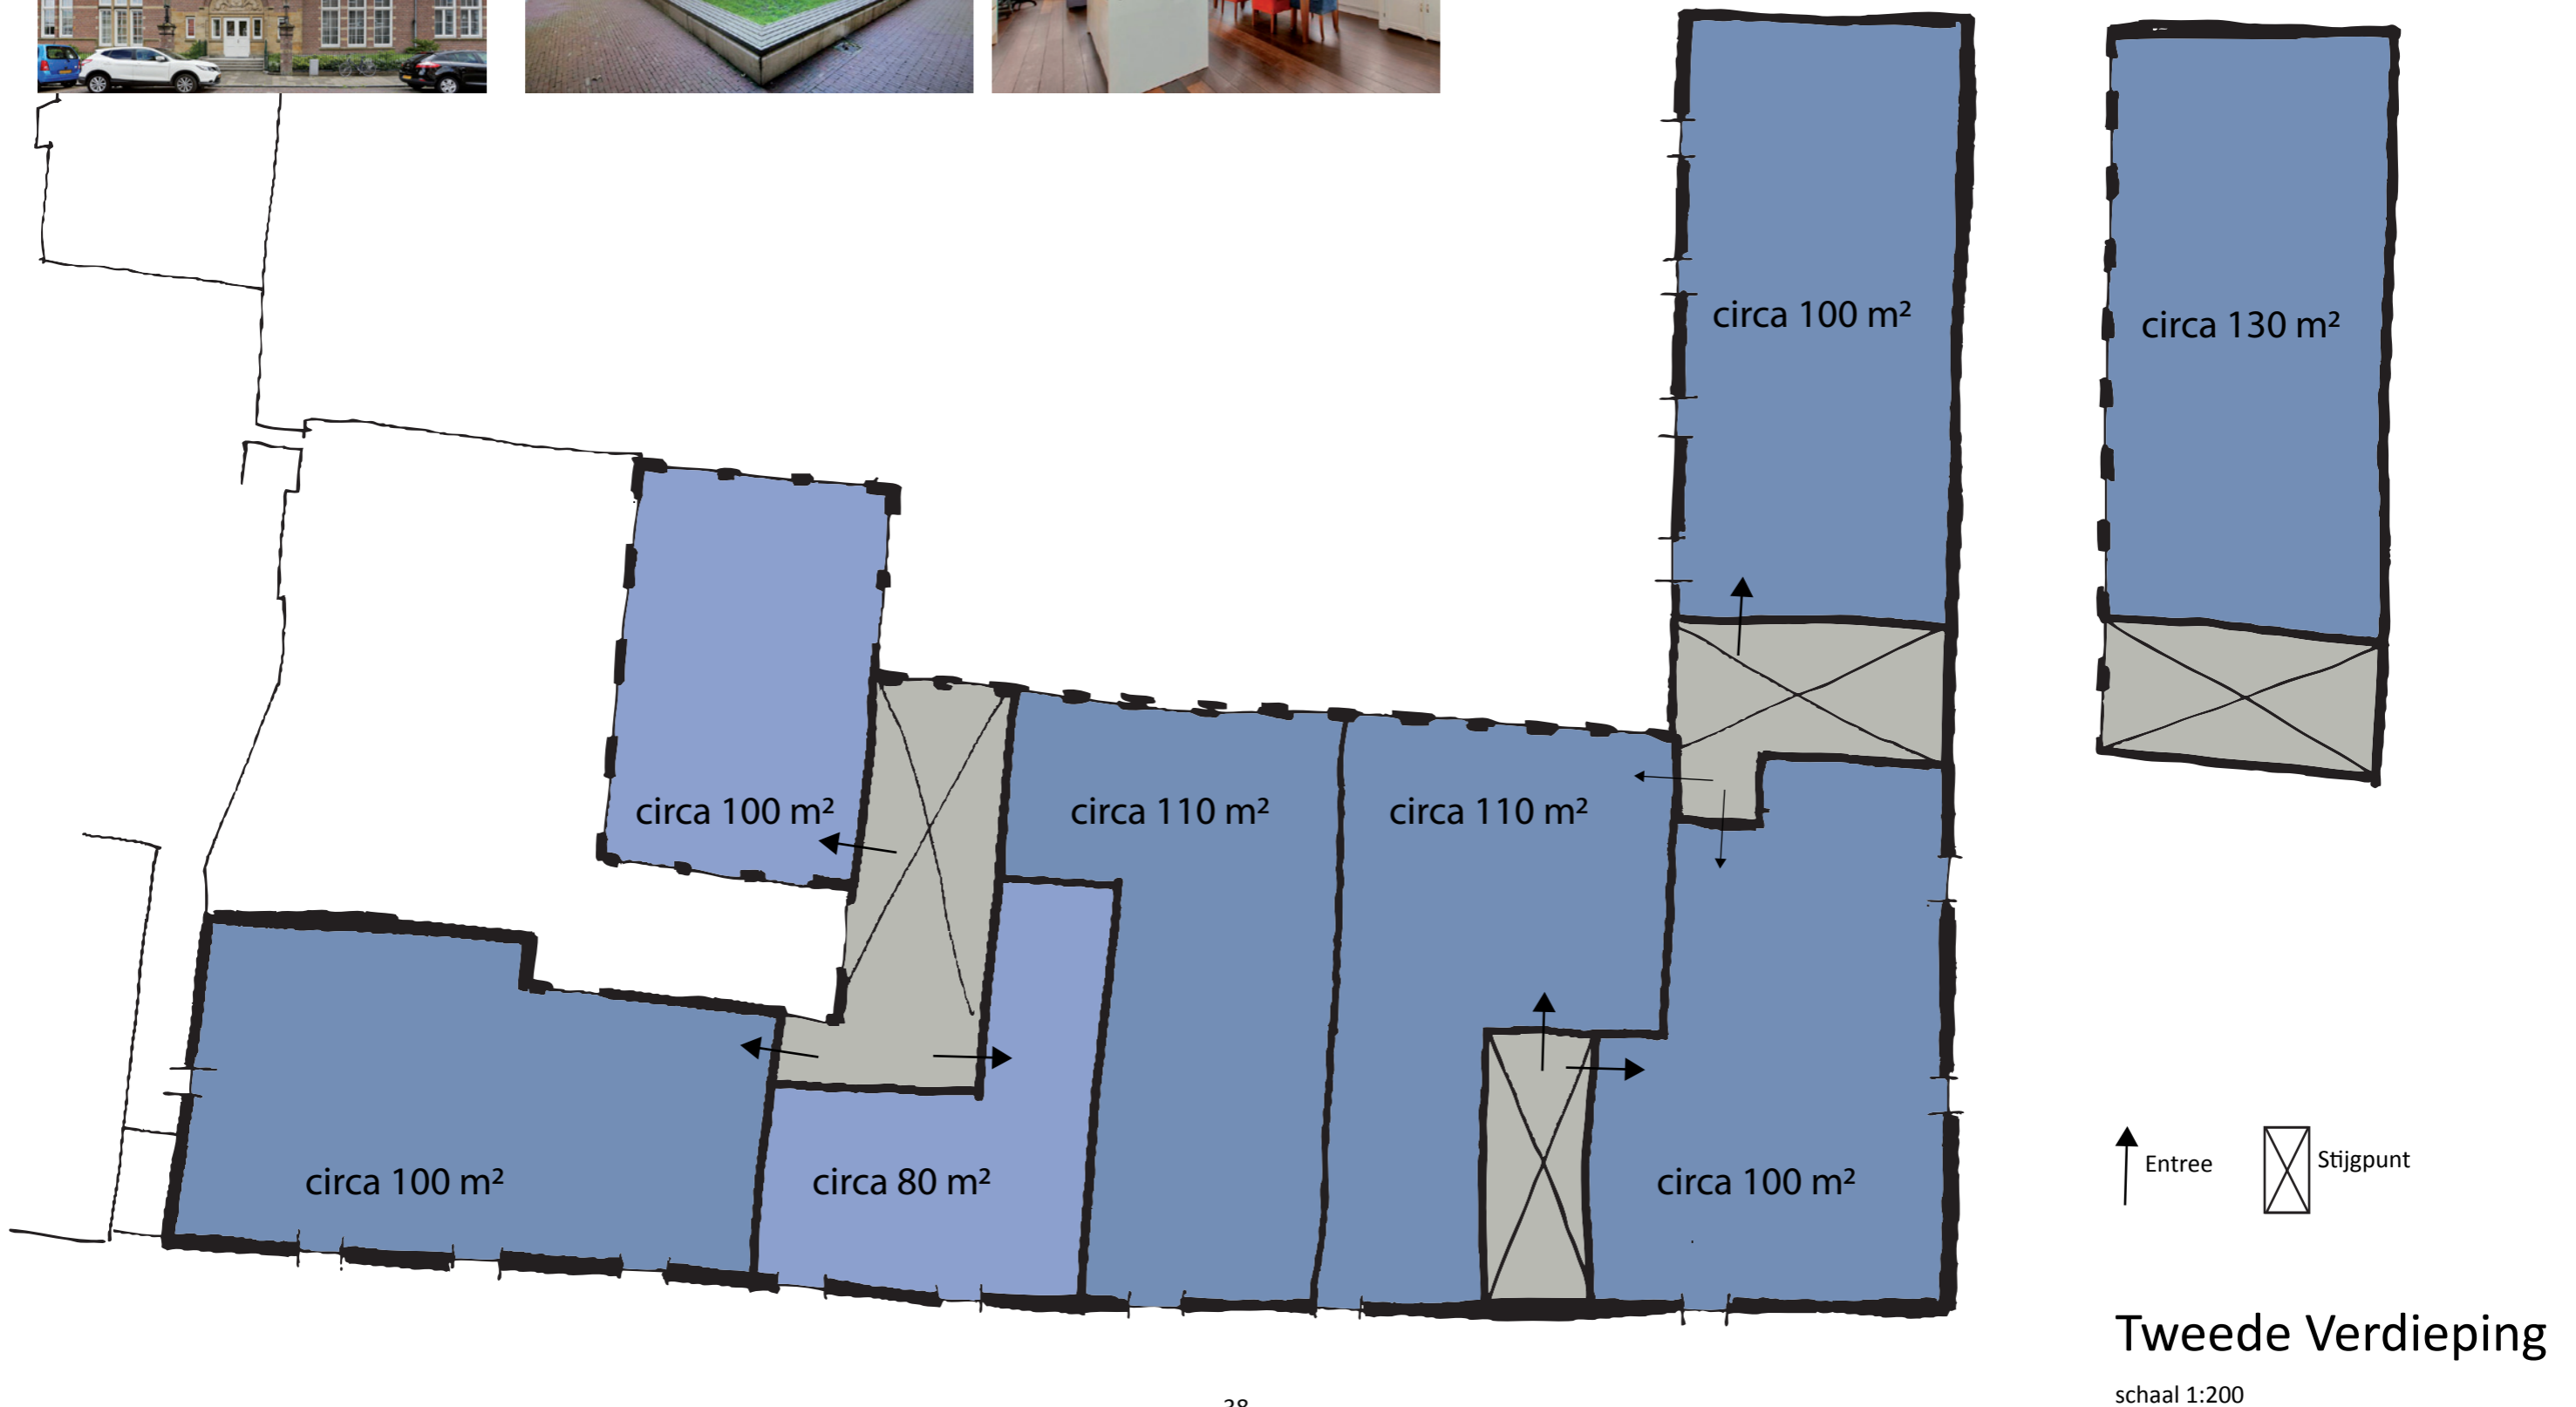 circa 100 m²
circa 130 m²
circa 100 m²
circa 110 m²
circa 110 m²
circa 100 m²
circa 80 m²
circa 100 m²
Entree
Stijgpunt
Tweede Verdieping
schaal 1:200